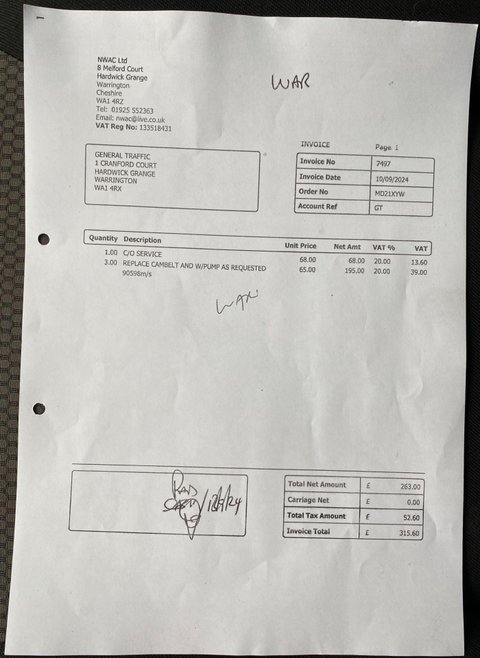 1
NWAC Ltd
8 Melford Court
Hardwick Grange
Warrington
Cheshire
WA1 4RZ
Tel: 01925 552363
Email: nwac@live.co.uk
VAT Reg No: 133518431
WAR
GENERAL TRAFFIC
1 CRANFORD COURT
HARDWICK GRANGE
WARRINGTON
WA1 4RX
INVOICE Page 1
Invoice No 7497
Invoice Date 10/09/2024
Order No MD21XYW
Account Ref GT
Quantity Description Unit Price Net Amt VAT % VAT
1.00 C/O SERVICE 68.00 68.00 20.00 13.60
3.00 REPLACE CAMBELT AND W/PUMP AS REQUESTED 65.00 195.00 20.00 39.00
90598m/s
WAR
Total Net Amount £ 263.00
Carriage Net £ 0.00
Total Tax Amount £ 52.60
Invoice Total £ 315.60